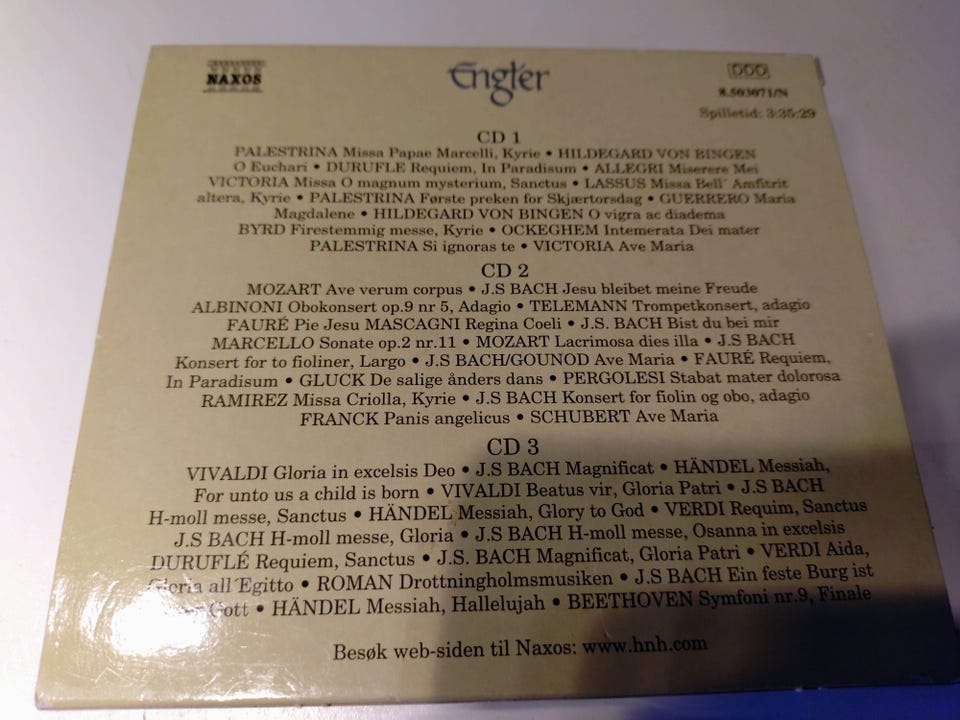 NAXOS
Engler
DDD
8.503071/N
Spilletid: 3:35:29
CD 1
PALESTRINA Missa Papae Marcelli, Kyrie • HILDEGARD VON BINGEN
O Euchari • DURUFLE Requiem, In Paradisum • ALLEGRI Miserere Mei
VICTORIA Missa O magnum mysterium, Sanctus • LASSUS Missa Bell' Amfitrit
altera, Kyrie • PALESTRINA Første preken for Skjærtorsdag • GUERRERO Maria
Magdalene • HILDEGARD VON BINGEN O vigra ac diadema
BYRD Firestemmig messe, Kyrie • OCKEGHEM Intemerata Dei mater
PALESTRINA Si ignoras te • VICTORIA Ave Maria
CD 2
MOZART Ave verum corpus • J.S BACH Jesu bleibet meine Freude
ALBINONI Obokonsert op.9 nr 5, Adagio • TELEMANN Trompetkonsert, adagio
FAURÉ Pie Jesu MASCAGNI Regina Coeli • J.S. BACH Bist du bei mir
MARCELLO Sonate op.2 nr.11 • MOZART Lacrimosa dies illa • J.S BACH
Konsert for to fioliner, Largo • J.S BACH/GOUNOD Ave Maria • FAURÉ Requiem,
In Paradisum • GLUCK De salige ånders dans • PERGOLESI Stabat mater dolorosa
RAMIREZ Missa Criolla, Kyrie • J.S BACH Konsert for fiolin og obo, adagio
FRANCK Panis angelicus • SCHUBERT Ave Maria
CD 3
VIVALDI Gloria in excelsis Deo • J.S BACH Magnificat • HÄNDEL Messiah,
For unto us a child is born • VIVALDI Beatus vir, Gloria Patri • J.S BACH
H-moll messe, Sanctus • HÄNDEL Messiah, Glory to God • VERDI Requim, Sanctus
J.S BACH H-moll messe, Gloria • J.S BACH H-moll messe, Osanna in excelsis
DURUFLÉ Requiem, Sanctus • J.S. BACH Magnificat, Gloria Patri • VERDI Aida,
Gloria all'Egitto • ROMAN Drottningholmsmusiken • J.S BACH Ein feste Burg ist
Gott • HÄNDEL Messiah, Hallelujah • BEETHOVEN Symfoni nr.9, Finale
Besøk web-siden til Naxos: www.hnh.com